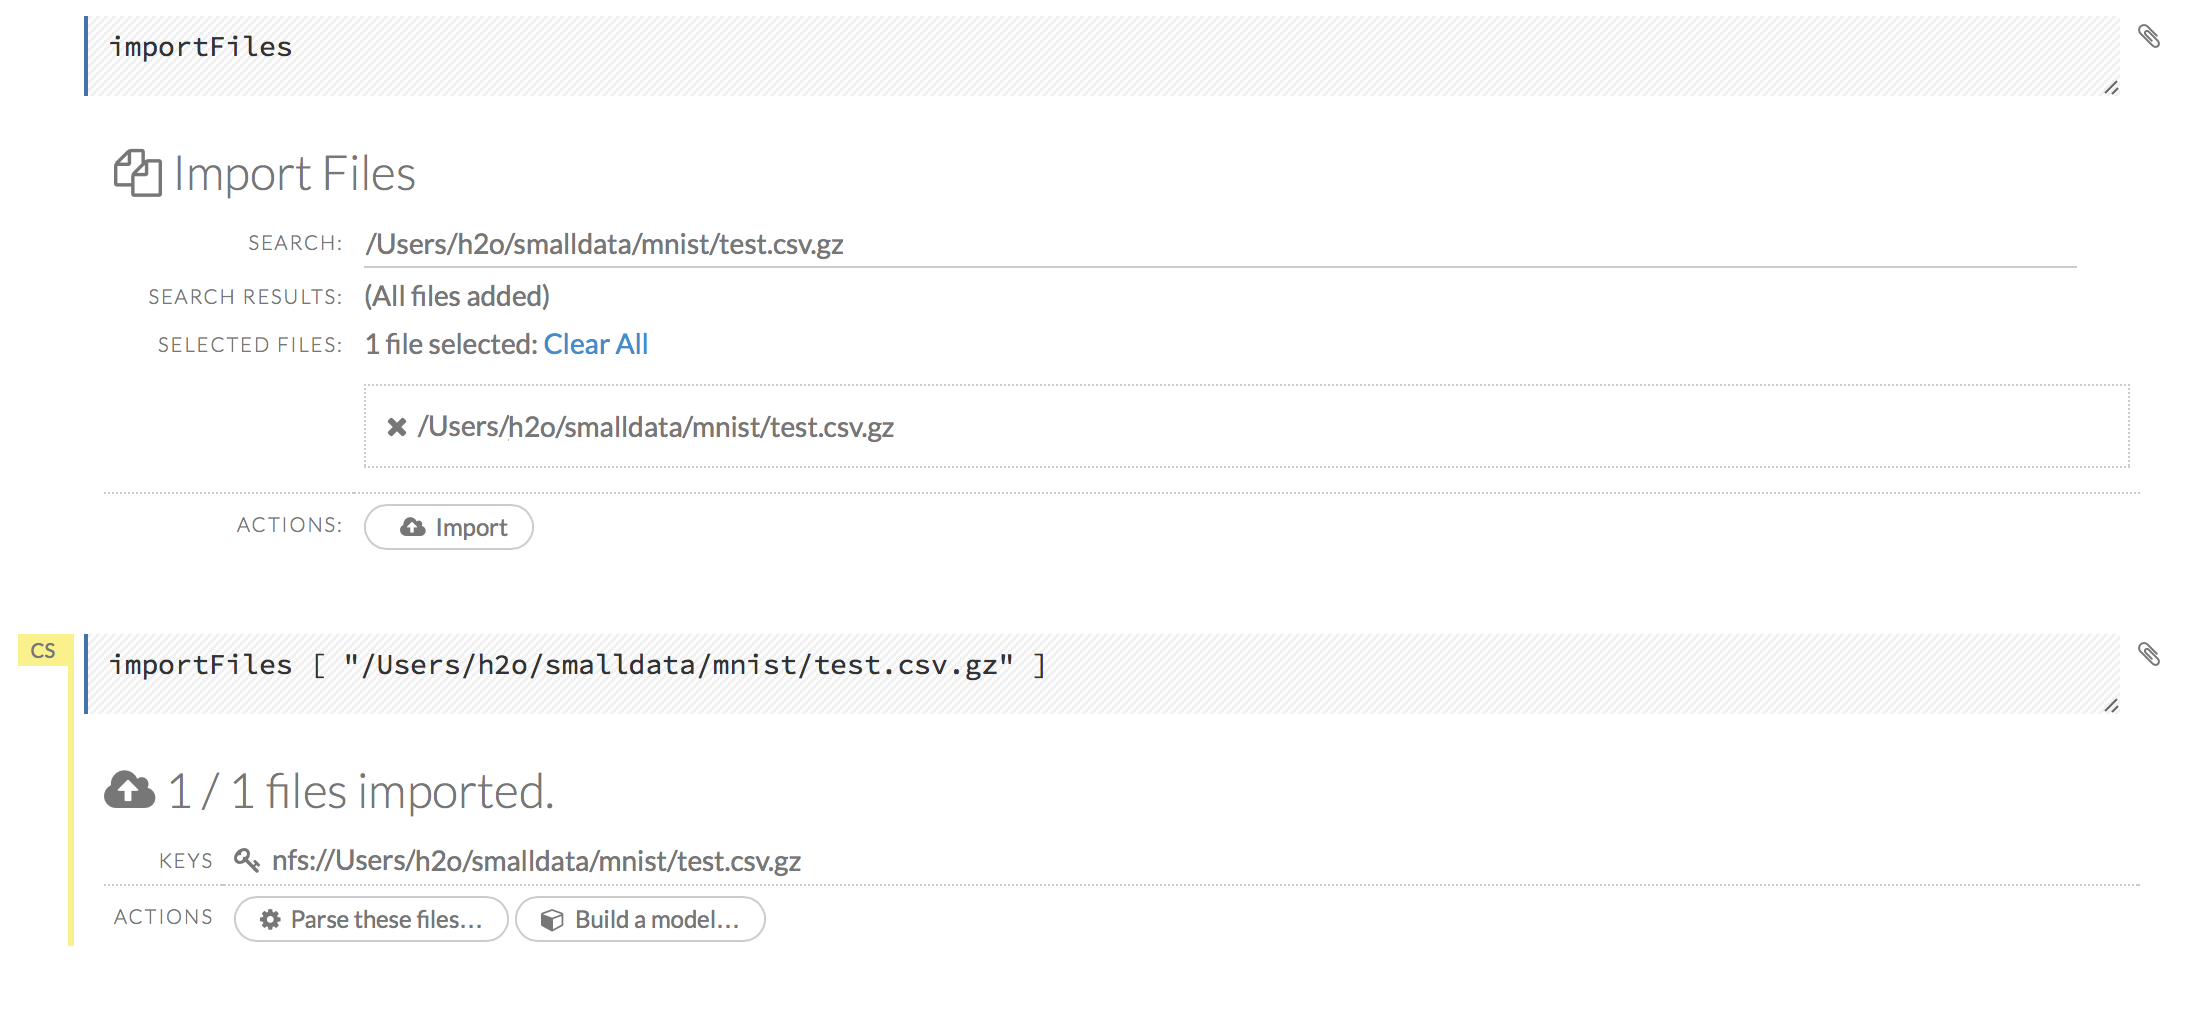 importFiles
Import Files
SEARCH: /Users/h2o/smalldata/mnist/test.csv.gz
SEARCH RESULTS: (All files added)
SELECTED FILES: 1 file selected: Clear All
/Users/h2o/smalldata/mnist/test.csv.gz
ACTIONS: Import
CS
importFiles [ "/Users/h2o/smalldata/mnist/test.csv.gz" ]
1 / 1 files imported.
KEYS nfs://Users/h2o/smalldata/mnist/test.csv.gz
ACTIONS Parse these files... Build a model...